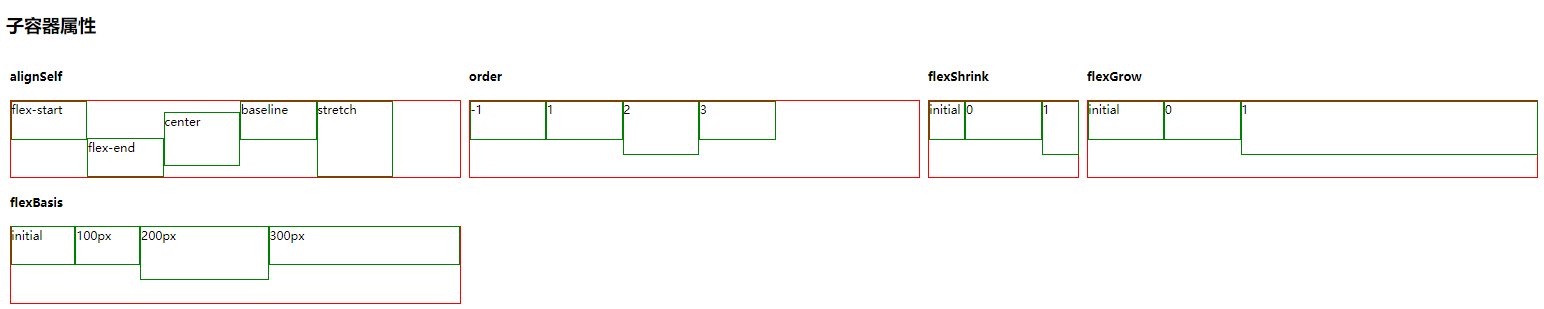 子容器属性
alignSelf
flex-start
flex-end
center
baseline
stretch
order
-1
1
2
3
flexShrink
initial
0
1
flexGrow
initial
0
1
flexBasis
initial
100px
200px
300px